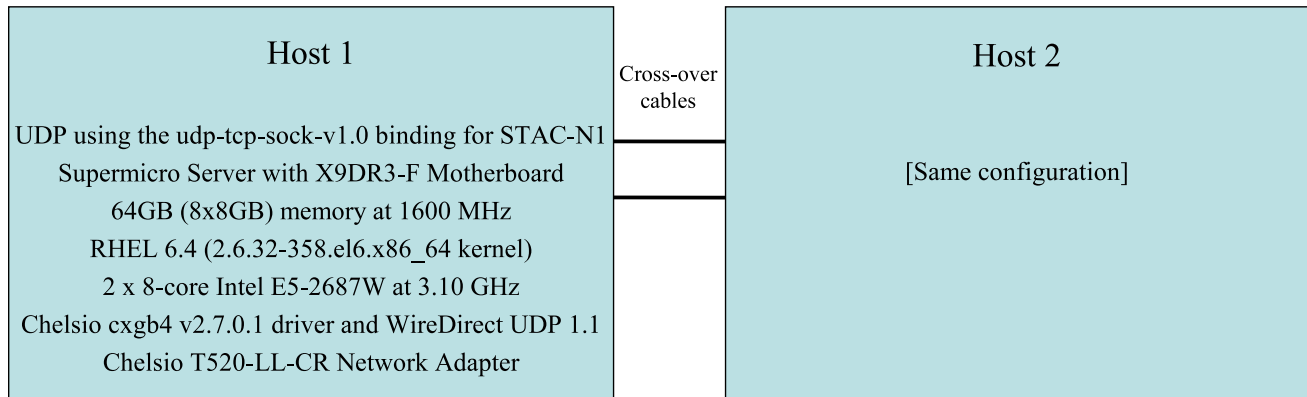 Host 1
UDP using the udp-tcp-sock-v1.0 binding for STAC-N1
Supermicro Server with X9DR3-F Motherboard
64GB (8x8GB) memory at 1600 MHz
RHEL 6.4 (2.6.32-358.el6.x86_64 kernel)
2 x 8-core Intel E5-2687W at 3.10 GHz
Chelsio cxgb4 v2.7.0.1 driver and WireDirect UDP 1.1
Chelsio T520-LL-CR Network Adapter
Cross-over
cables
Host 2
[Same configuration]